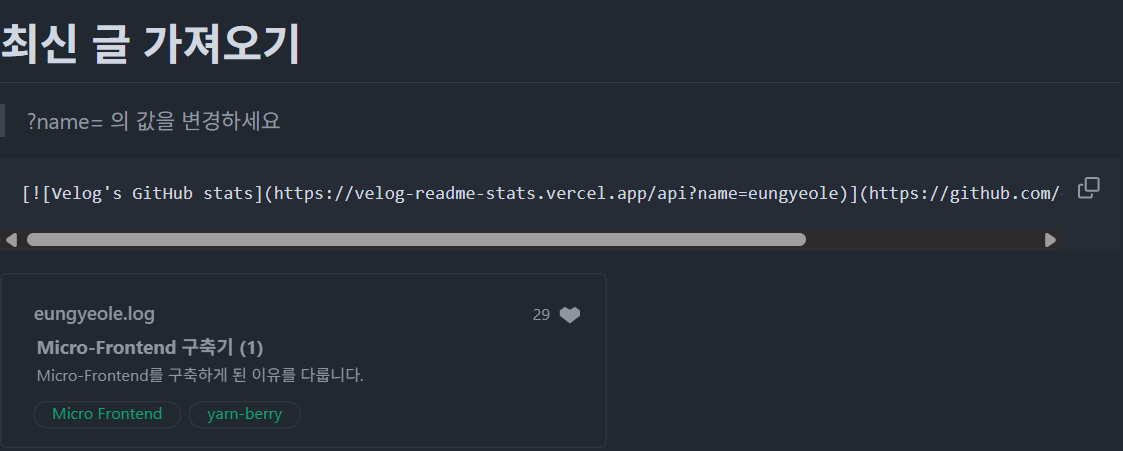 최신 글 가져오기
?name= 의 값을 변경하세요
[![Velog's GitHub stats](https://velog-readme-stats.vercel.app/api?name=eungyeole)](https://github.com/
eungyeole.log 29
Micro-Frontend 구축기 (1)
Micro-Frontend를 구축하게 된 이유를 다룹니다.
Micro Frontend yarn-berry